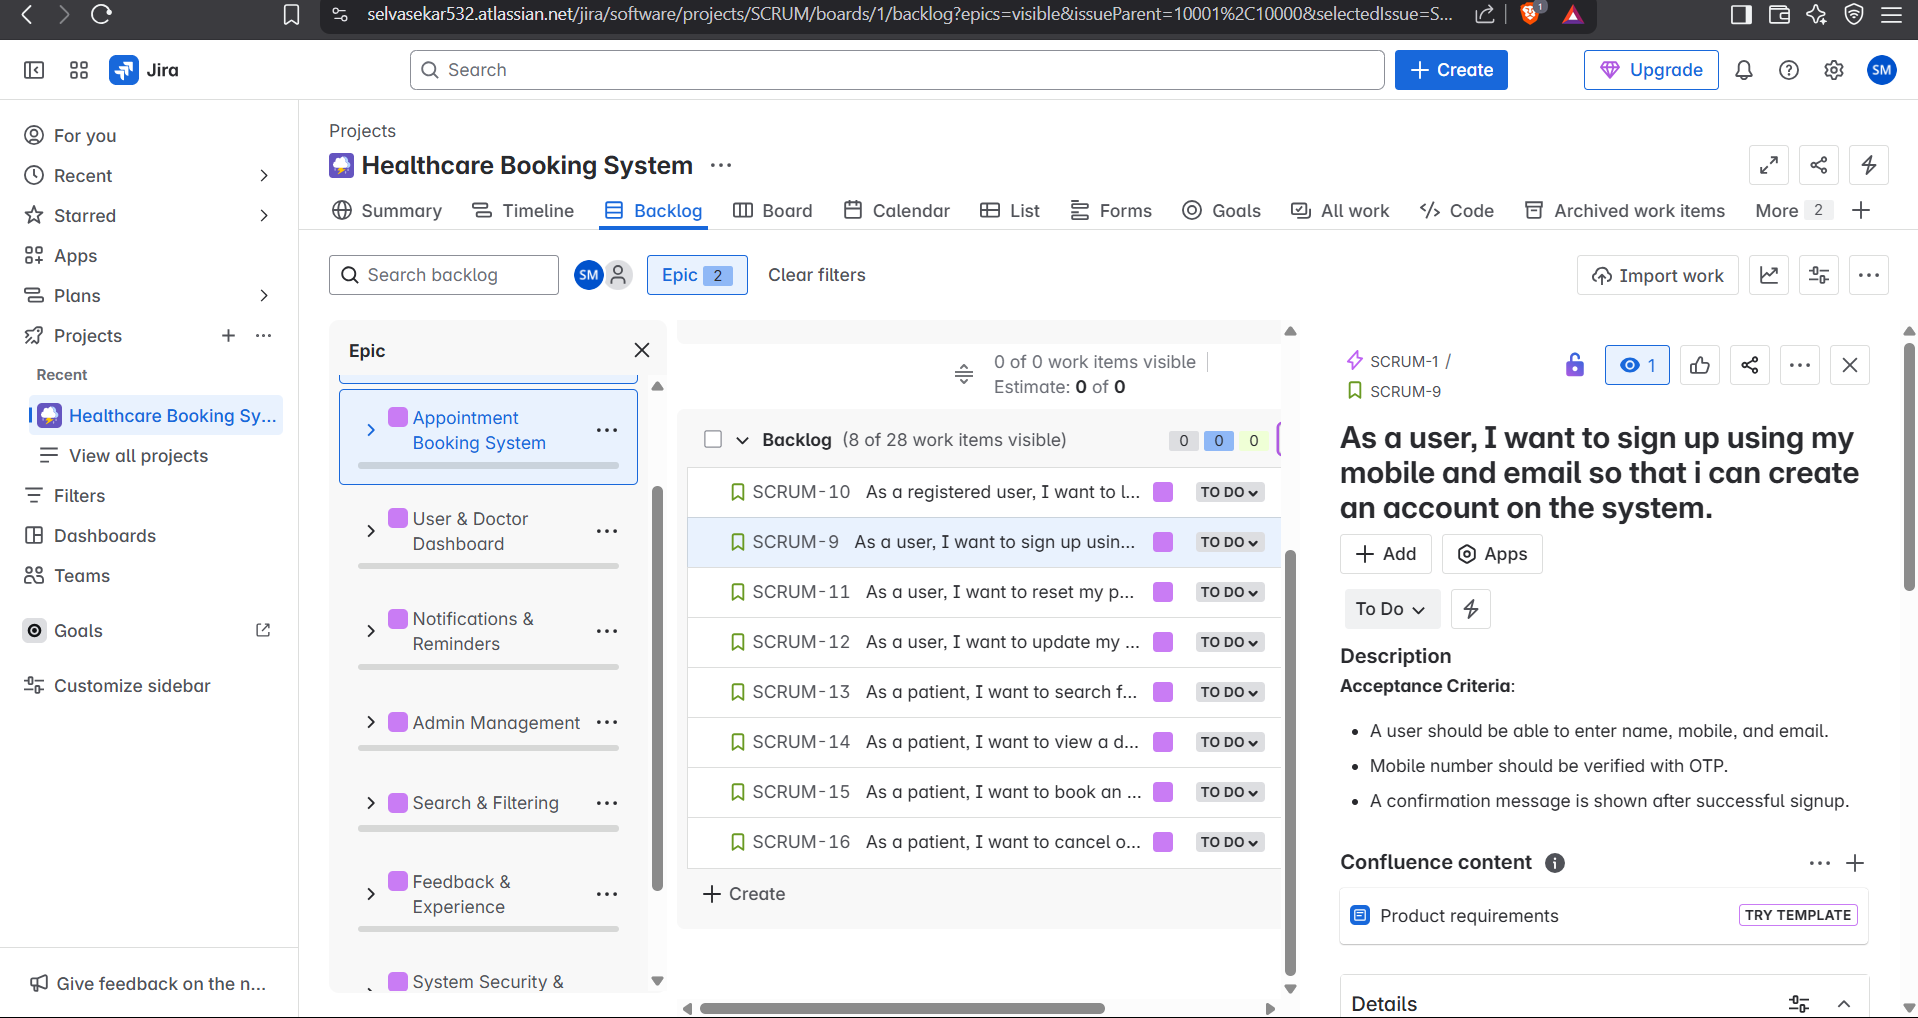 selvasekar532.atlassian.net/jira/software/projects/SCRUM/boards/1/backlog?epics=visible&issueParent=10001%2C10000&selectedIssue=S...
1
Jira
Search
Create
Upgrade
SM
For you
Recent
Starred
Apps
Plans
Projects
Recent
Healthcare Booking Sy...
View all projects
Filters
Dashboards
Teams
Goals
Customize sidebar
Give feedback on the n...
Projects
Healthcare Booking System
Summary
Timeline
Backlog
Board
Calendar
List
Forms
Goals
All work
Code
Archived work items
More 2
Search backlog
SM
Epic 2
Clear filters
Import work
Epic
Appointment
Booking System
User & Doctor
Dashboard
Notifications &
Reminders
Admin Management
Search & Filtering
Feedback &
Experience
System Security &
0 of 0 work items visible
Estimate: 0 of 0
Backlog (8 of 28 work items visible) 0 0 0
SCRUM-10 As a registered user, I want to l... TO DO
SCRUM-9 As a user, I want to sign up usin... TO DO
SCRUM-11 As a user, I want to reset my p... TO DO
SCRUM-12 As a user, I want to update my ... TO DO
SCRUM-13 As a patient, I want to search f... TO DO
SCRUM-14 As a patient, I want to view a d... TO DO
SCRUM-15 As a patient, I want to book an ... TO DO
SCRUM-16 As a patient, I want to cancel o... TO DO
Create
SCRUM-1 /
SCRUM-9
1
As a user, I want to sign up using my
mobile and email so that i can create
an account on the system.
Add
Apps
To Do
Description
Acceptance Criteria:
• A user should be able to enter name, mobile, and email.
• Mobile number should be verified with OTP.
• A confirmation message is shown after successful signup.
Confluence content
Product requirements TRY TEMPLATE
Details